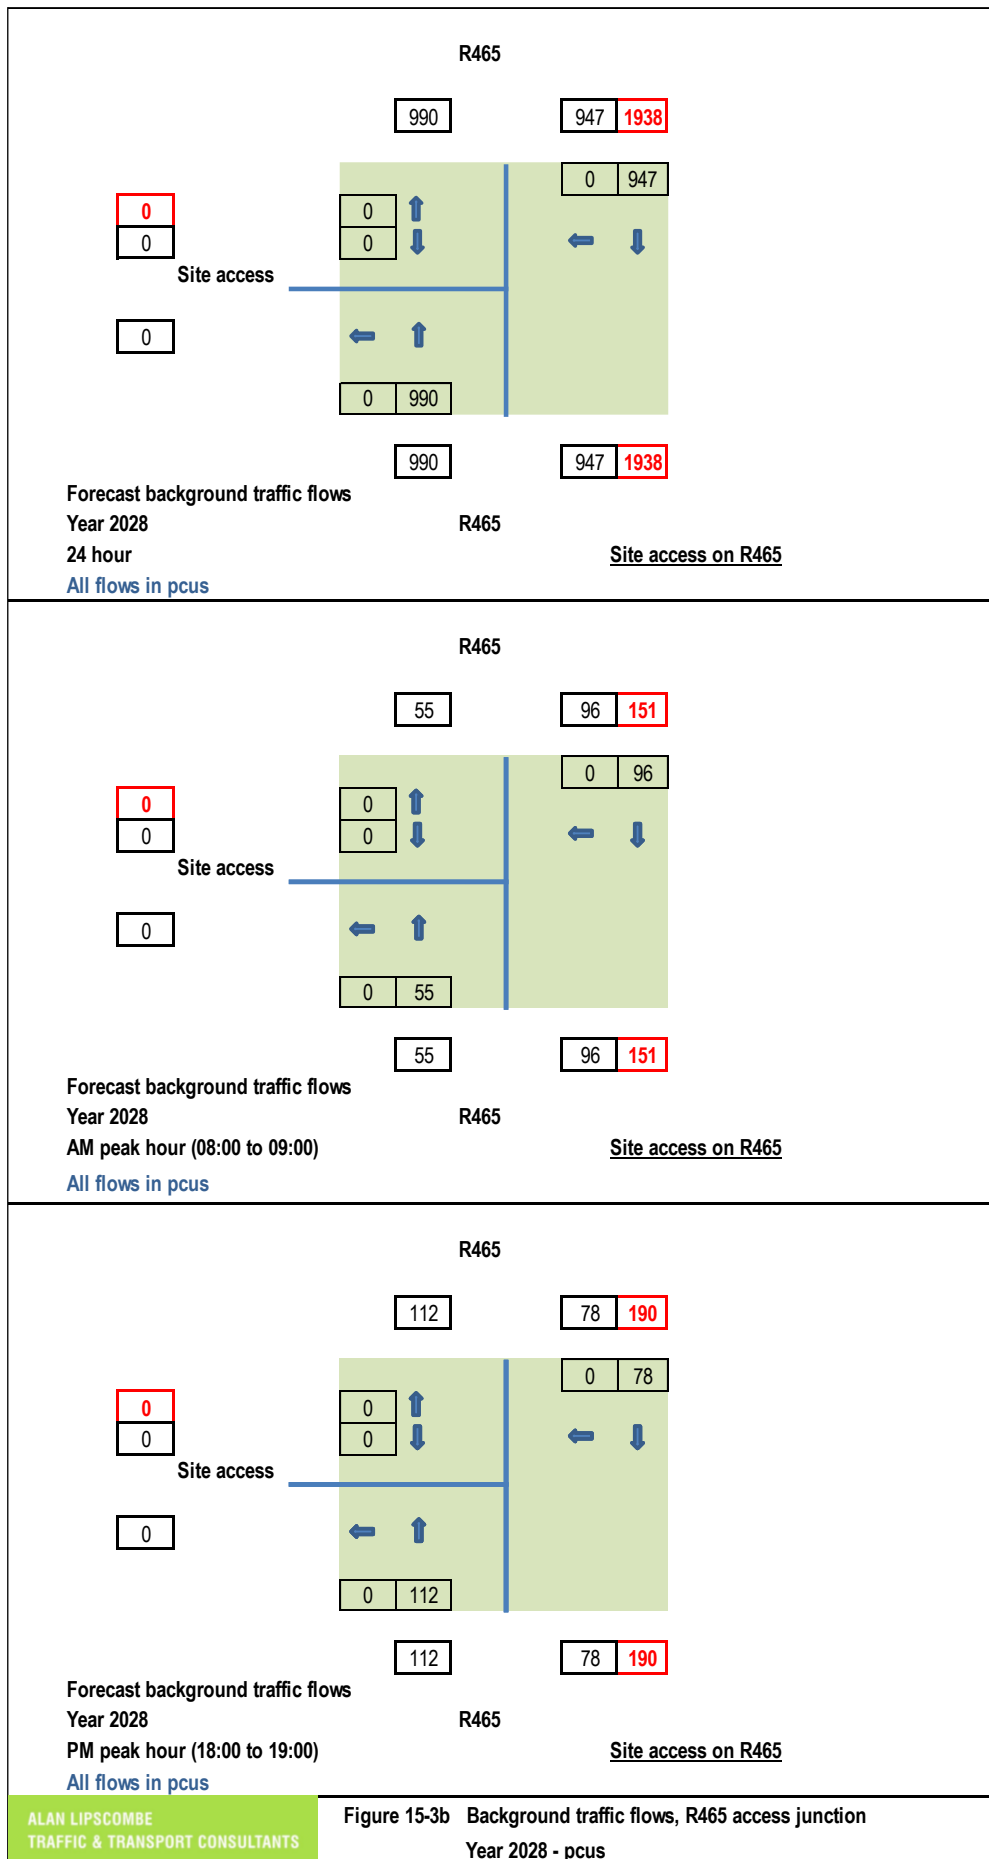 R465
990 947 1938
0 947
0 0
0 0
Site access
0
0 990
990 947 1938
Forecast background traffic flows
Year 2028 R465
24 hour Site access on R465
All flows in pcus
R465
55 96 151
0 96
0 0
0 0
Site access
0
0 55
55 96 151
Forecast background traffic flows
Year 2028 R465
AM peak hour (08:00 to 09:00) Site access on R465
All flows in pcus
R465
112 78 190
0 78
0 0
0 0
Site access
0
0 112
112 78 190
Forecast background traffic flows
Year 2028 R465
PM peak hour (18:00 to 19:00) Site access on R465
All flows in pcus
ALAN LIPSCOMBE
TRAFFIC & TRANSPORT CONSULTANTS
Figure 15-3b Background traffic flows, R465 access junction
Year 2028 - pcus